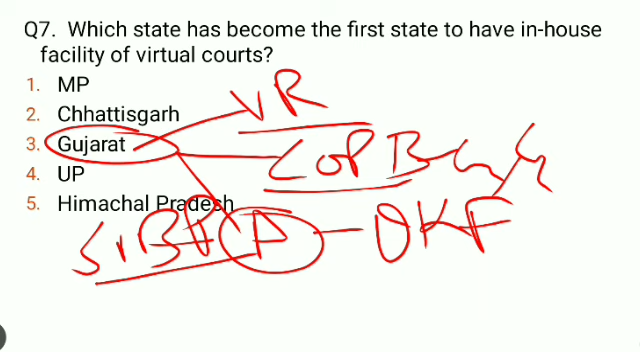 Q7. Which state has become the first state to have in-house
facility of virtual courts?
1. MP
2. Chhattisgarh
3. Gujarat
4. UP
5. Himachal Pradesh
VR